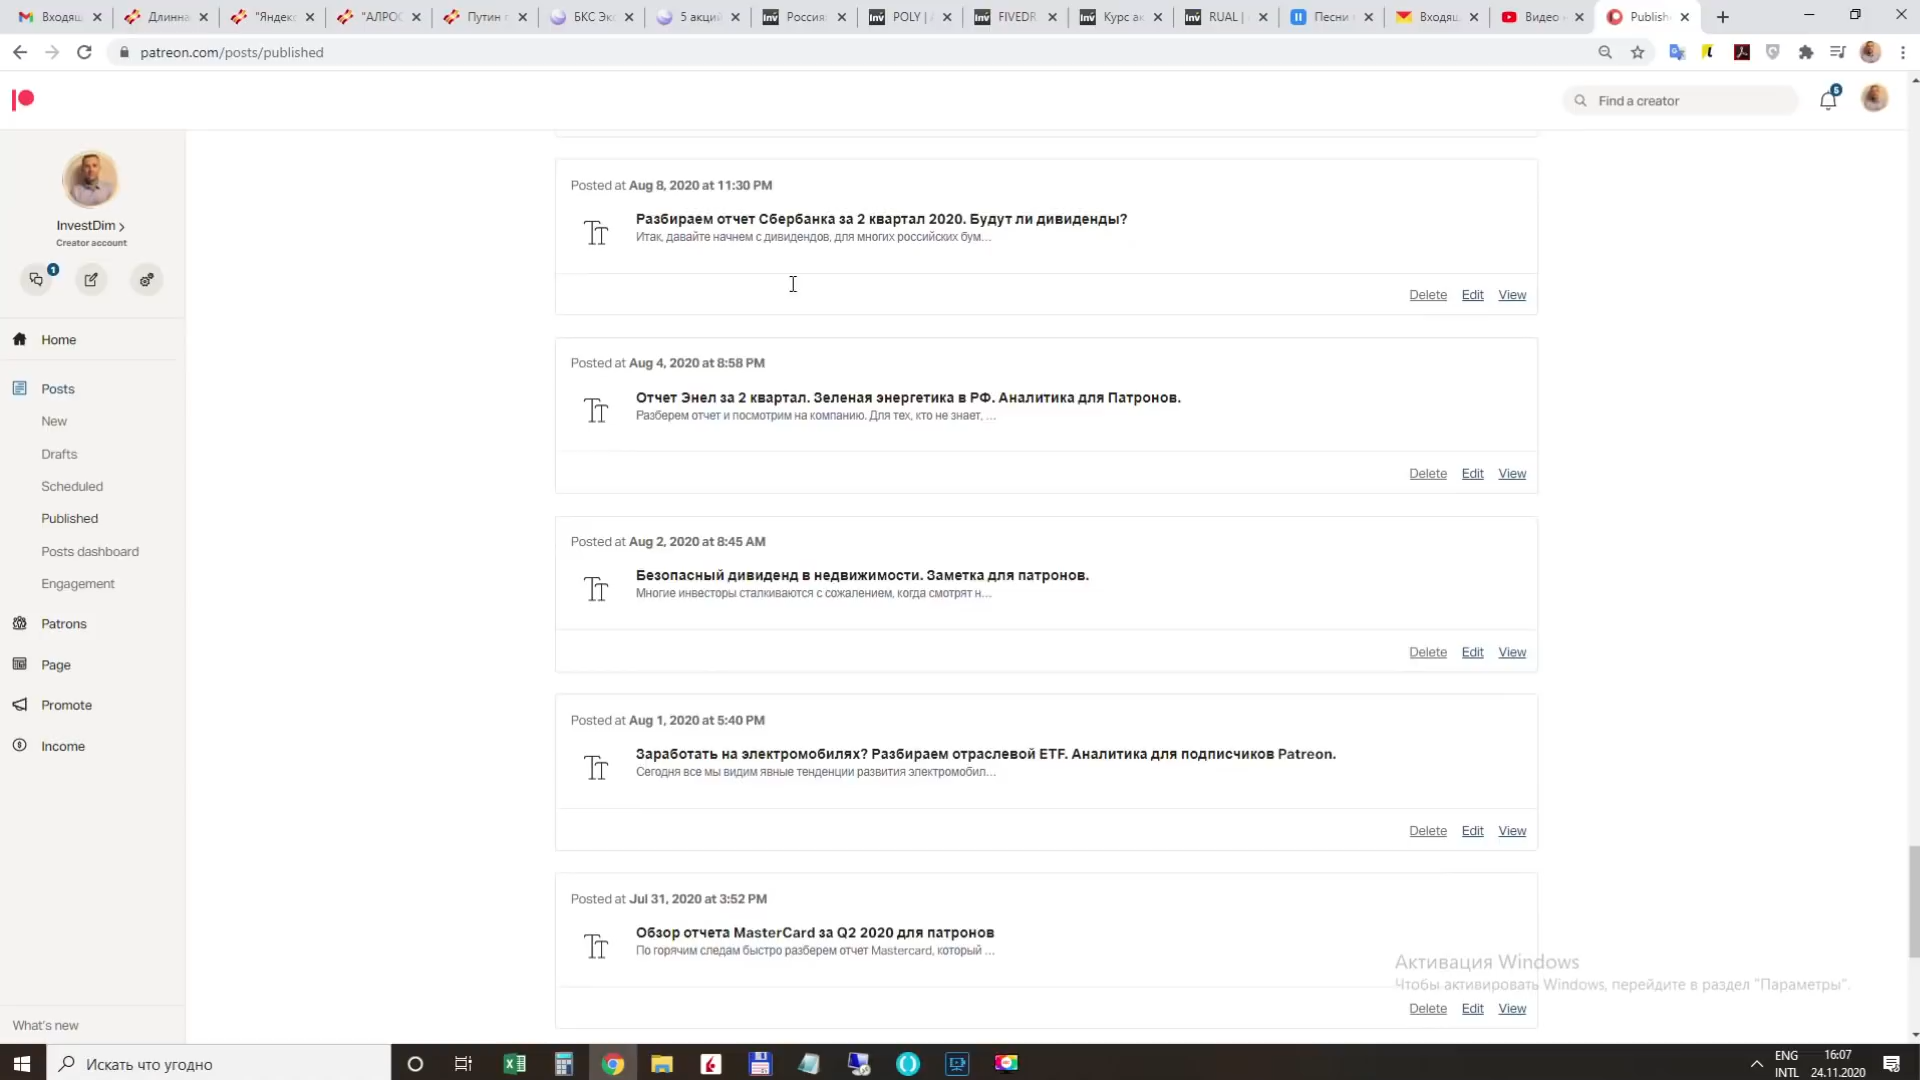 Входящ
Длинна
"Яндекс
"АЛРОС
Путин г
БКС Экс
5 акций
Inv
Россия
Inv
POLY | 
Inv
FIVEDR
Inv
Курс ак
Inv
RUAL |
Песни
Входящ
Видео
Publish
patreon.com/posts/published
Find a creator
5
InvestDim
Creator account
1
Home
Posts
New
Drafts
Scheduled
Published
Posts dashboard
Engagement
Patrons
Page
Promote
Income
What's new
Posted at Aug 8, 2020 at 11:30 PM
Разбираем отчет Сбербанка за 2 квартал 2020. Будут ли дивиденды?
Итак, давайте начнем с дивидендов, для многих российских бум...
Delete Edit View
Posted at Aug 4, 2020 at 8:58 PM
Отчет Энел за 2 квартал. Зеленая энергетика в РФ. Аналитика для Патронов.
Разберем отчет и посмотрим на компанию. Для тех, кто не знает, ...
Delete Edit View
Posted at Aug 2, 2020 at 8:45 AM
Безопасный дивиденд в недвижимости. Заметка для патронов.
Многие инвесторы сталкиваются с сожалением, когда смотрят н...
Delete Edit View
Posted at Aug 1, 2020 at 5:40 PM
Заработать на электромобилях? Разбираем отраслевой ETF. Аналитика для подписчиков Patreon.
Сегодня все мы видим явные тенденции развития электромобил...
Delete Edit View
Posted at Jul 31, 2020 at 3:52 PM
Обзор отчета MasterCard за Q2 2020 для патронов
По горячим следам быстро разберем отчет Mastercard, который ...
Delete Edit View
Активация Windows
Чтобы активировать Windows, перейдите в раздел "Параметры".
Искать что угодно
ENG
INTL
16:07
24.11.2020